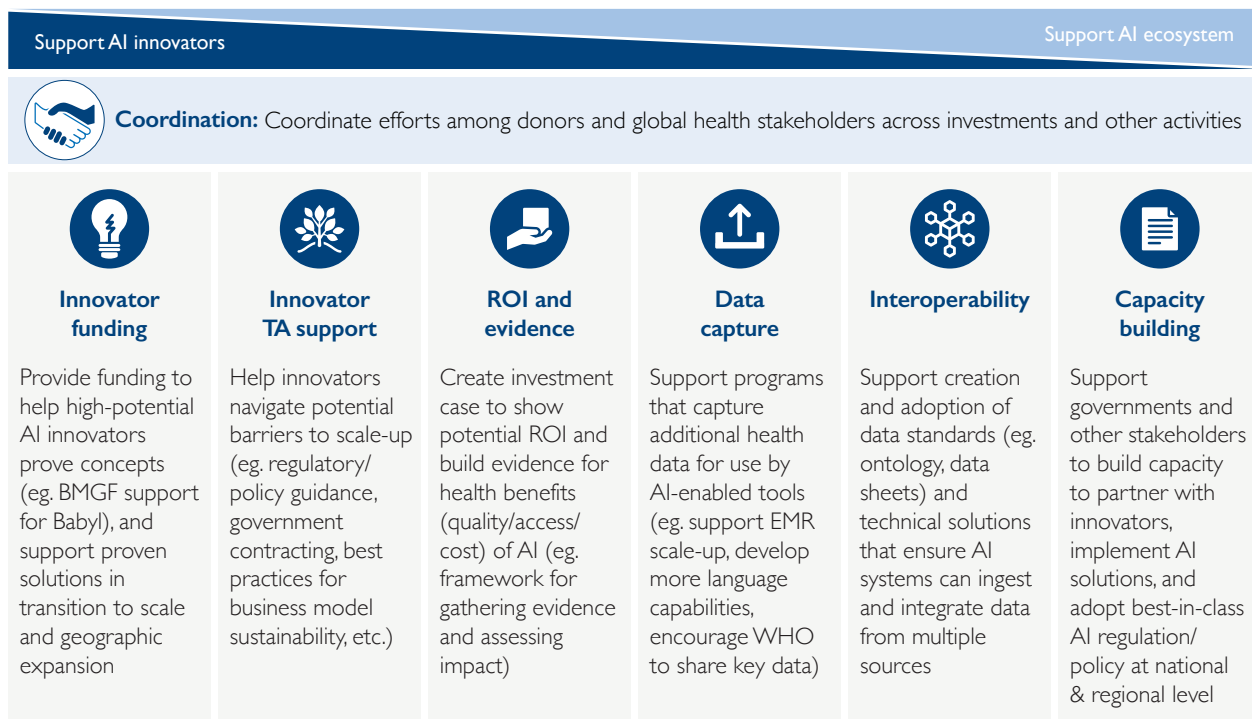 Support AI innovators
Support AI ecosystem
Coordination: Coordinate efforts among donors and global health stakeholders across investments and other activities
Innovator
funding
Provide funding to
help high-potential
AI innovators
prove concepts
(eg. BMGF support
for Babyl), and
support proven
solutions in
transition to scale
and geographic
expansion
Innovator
TA support
Help innovators
navigate potential
barriers to scale-up
(eg. regulatory/
policy guidance,
government
contracting, best
practices for
business model
sustainability, etc.)
ROI and
evidence
Create investment
case to show
potential ROI and
build evidence for
health benefits
(quality/access/
cost) of AI (eg.
framework for
gathering evidence
and assessing
impact)
Data
capture
Support programs
that capture
additional health
data for use by
AI-enabled tools
(eg. support EMR
scale-up, develop
more language
capabilities,
encourage WHO
to share key data)
Interoperability
Support creation
and adoption of
data standards (eg.
ontology, data
sheets) and
technical solutions
that ensure AI
systems can ingest
and integrate data
from multiple
sources
Capacity
building
Support
governments and
other stakeholders
to build capacity
to partner with
innovators,
implement AI
solutions, and
adopt best-in-class
AI regulation/
policy at national
& regional level